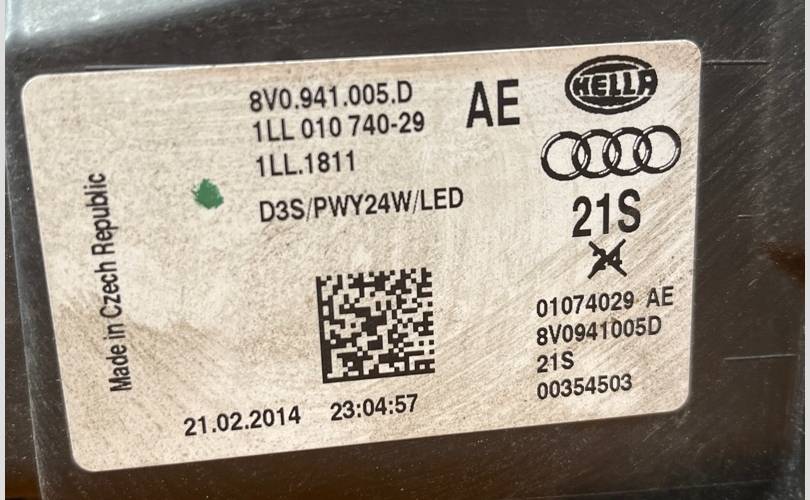 8V0.941.005.D
1LL 010 740-29
1LL.1811
D3S/PWY24W/LED
AE
HELLA
21S
24
01074029 AE
8V0941005D
21S
00354503
Made in Czech Republic
21.02.2014 23:04:57